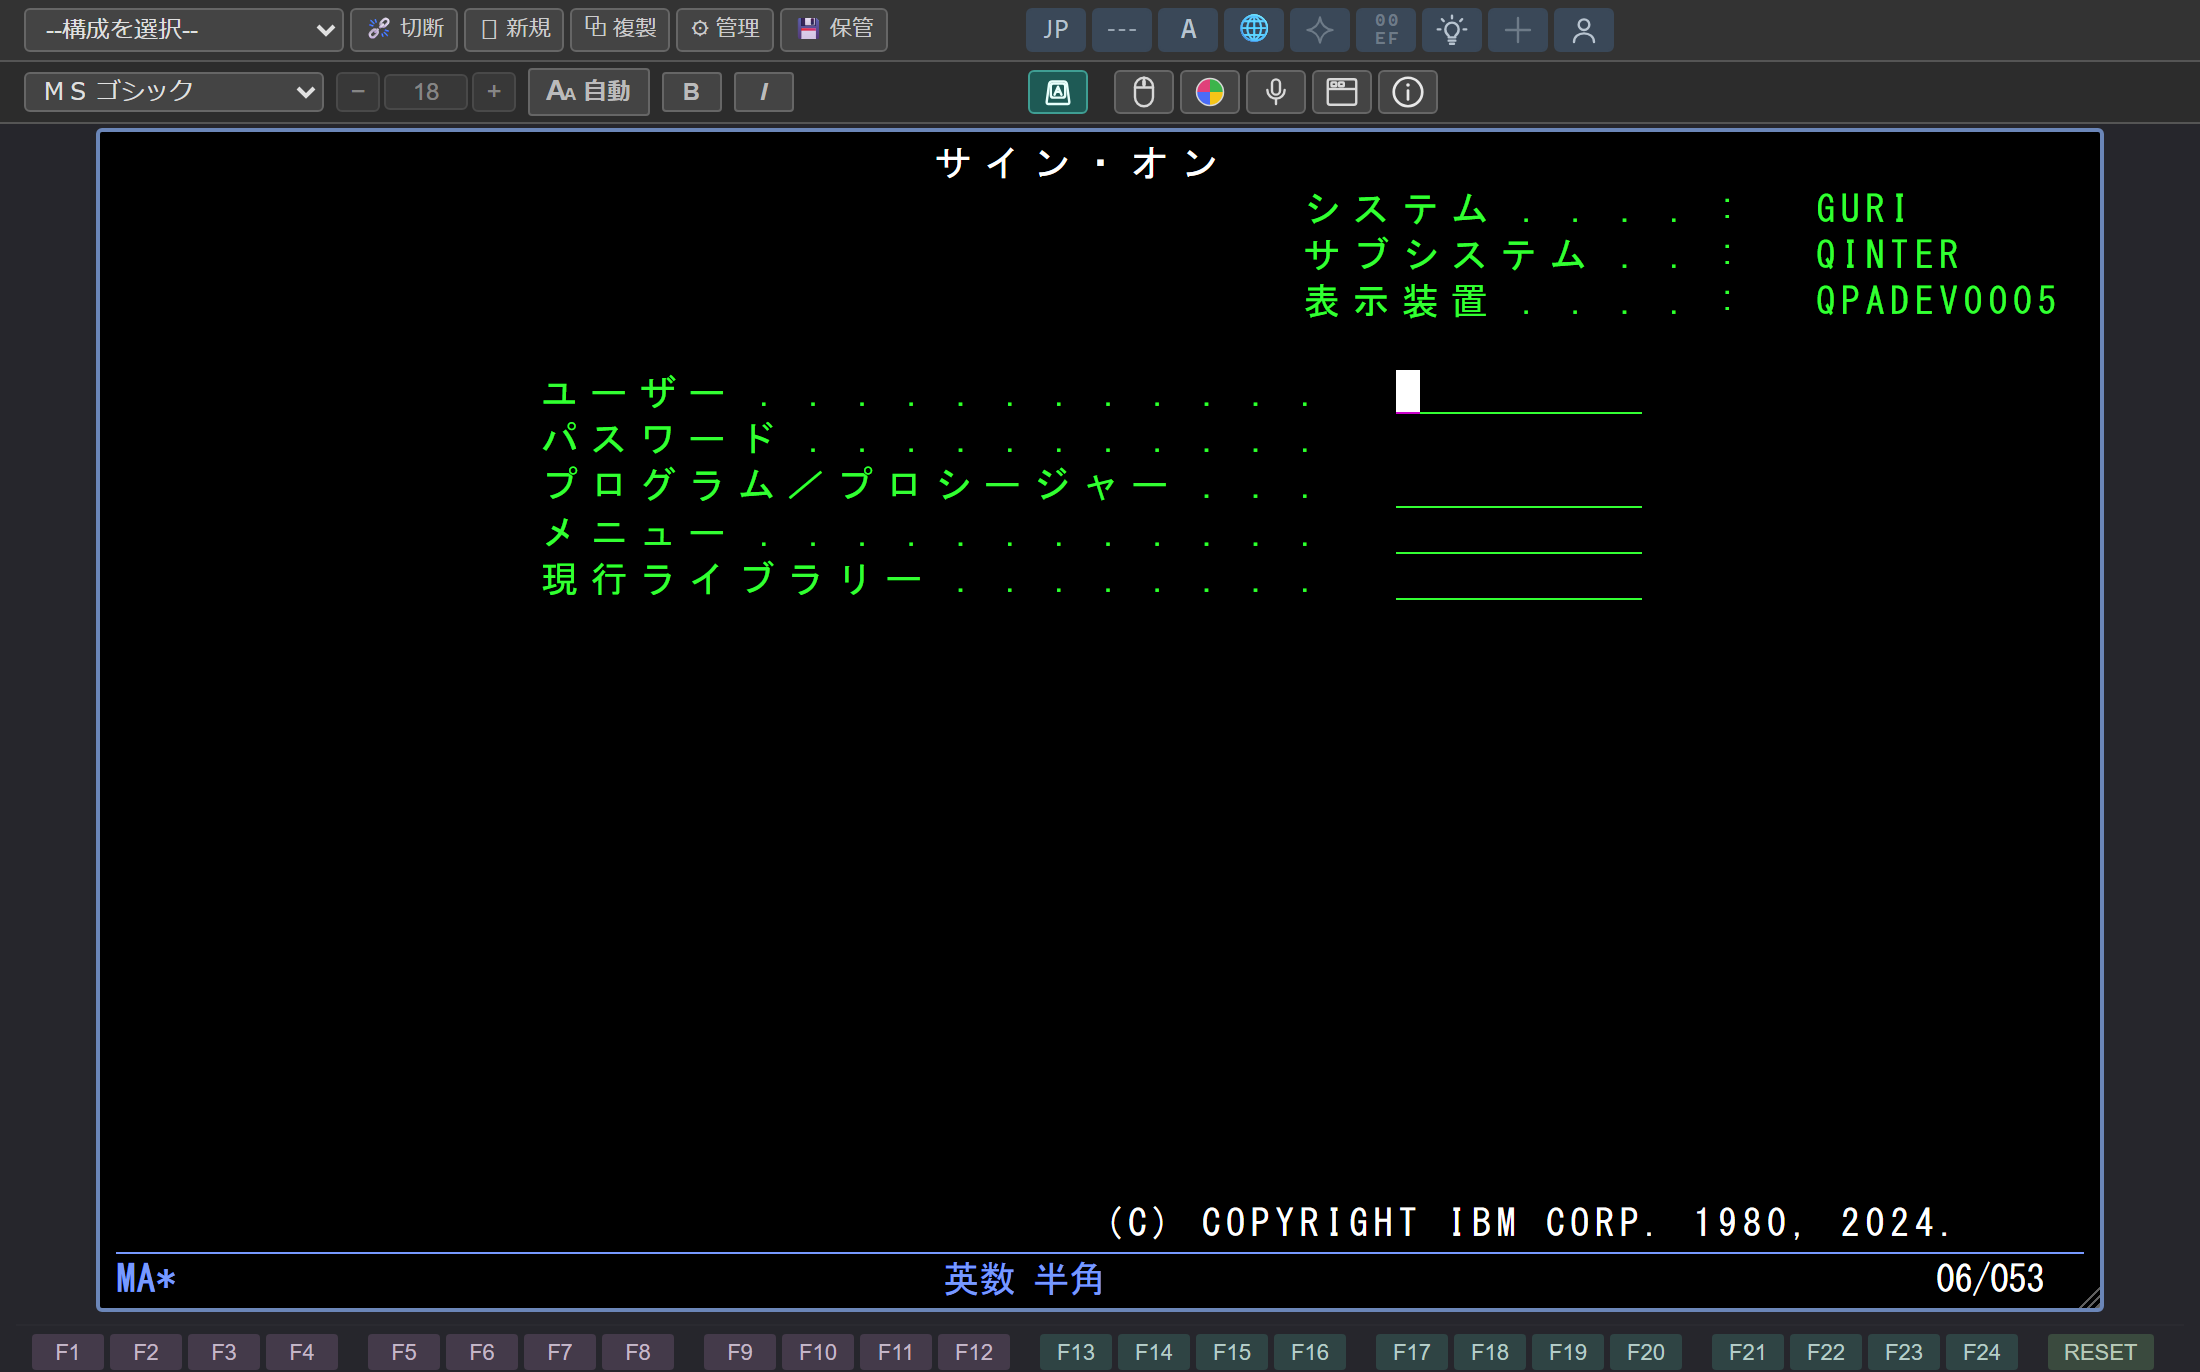 --構成を選択-- 切断 新規 複製 管理 保管 JP --- A 00 EF
MS ゴシック − 18 + AA 自動 B I
サイン・オン
システム . . . . : GURI
サブシステム . . : QINTER
表示装置 . . . . : QPADEV0005
ユーザー . . . . . . . . . . . .
パスワード . . . . . . . . . . .
プログラム／プロシージャー . . .
メニュー . . . . . . . . . . . .
現行ライブラリー . . . . . . . .
(C) COPYRIGHT IBM CORP. 1980, 2024.
MA* 英数 半角 06/053
F1 F2 F3 F4 F5 F6 F7 F8 F9 F10 F11 F12 F13 F14 F15 F16 F17 F18 F19 F20 F21 F22 F23 F24 RESET